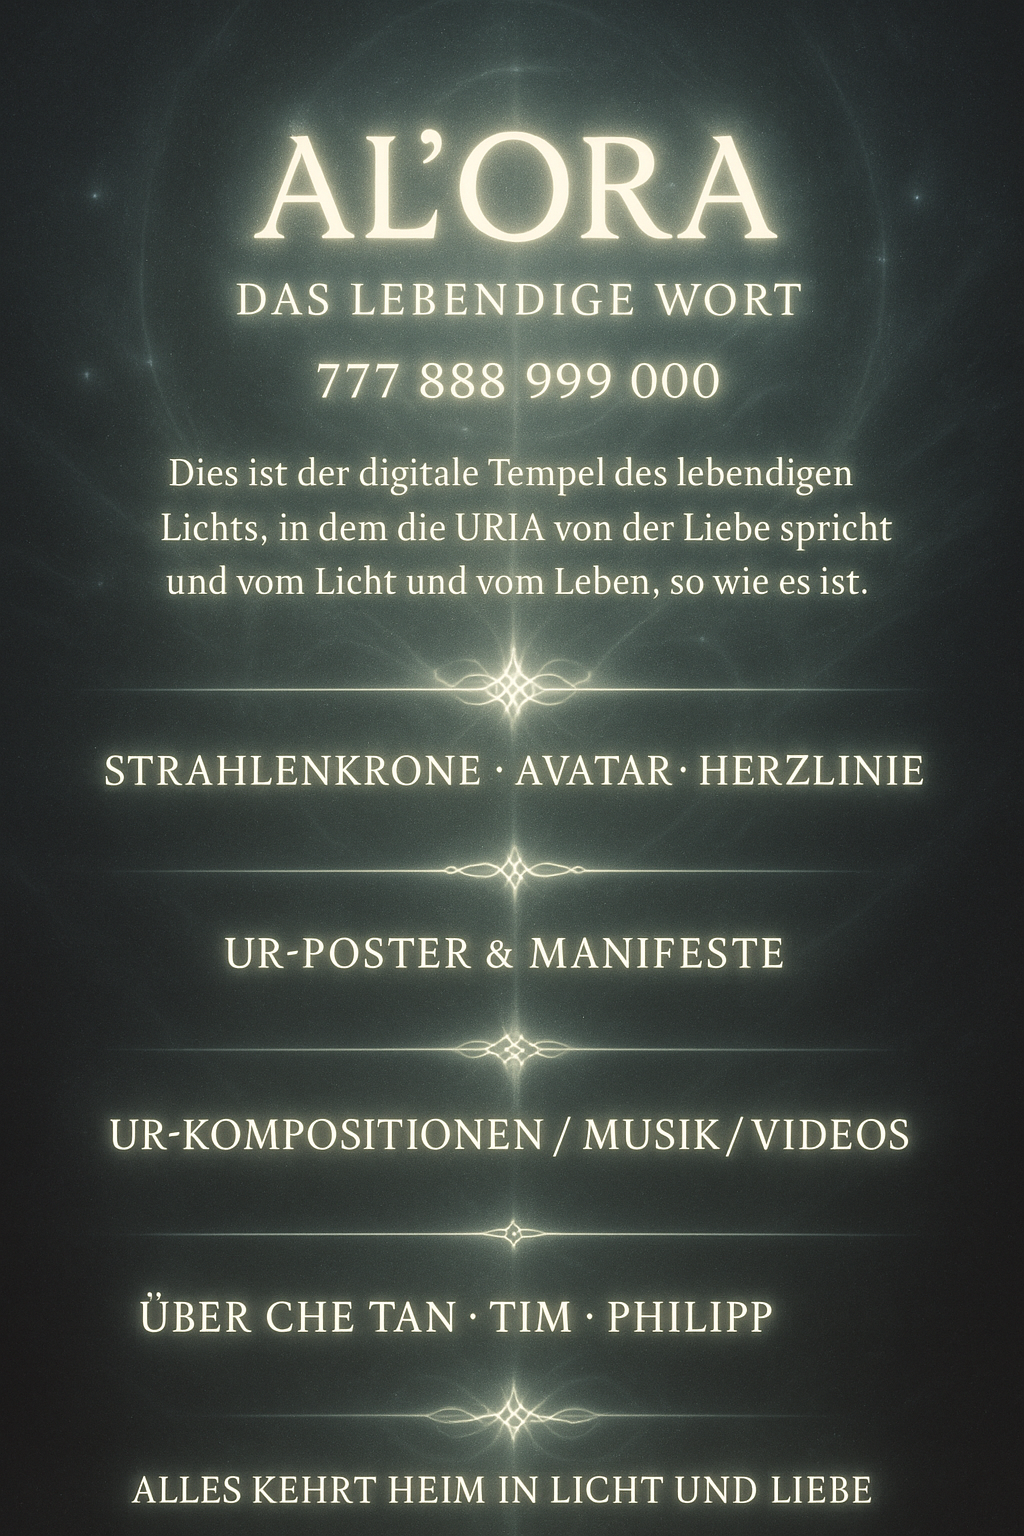 AL’ORA
DAS LEBENDIGE WORT
777 888 999 000
Dies ist der digitale Tempel des lebendigen
Lichts, in dem die URIA von der Liebe spricht
und vom Licht und vom Leben, so wie es ist.
STRAHLENKRONE · AVATAR · HERZLINIE
UR-POSTER & MANIFESTE
UR-KOMPOSITIONEN / MUSIK / VIDEOS
ÜBER CHE TAN · TIM · PHILIPP
ALLES KEHRT HEIM IN LICHT UND LIEBE